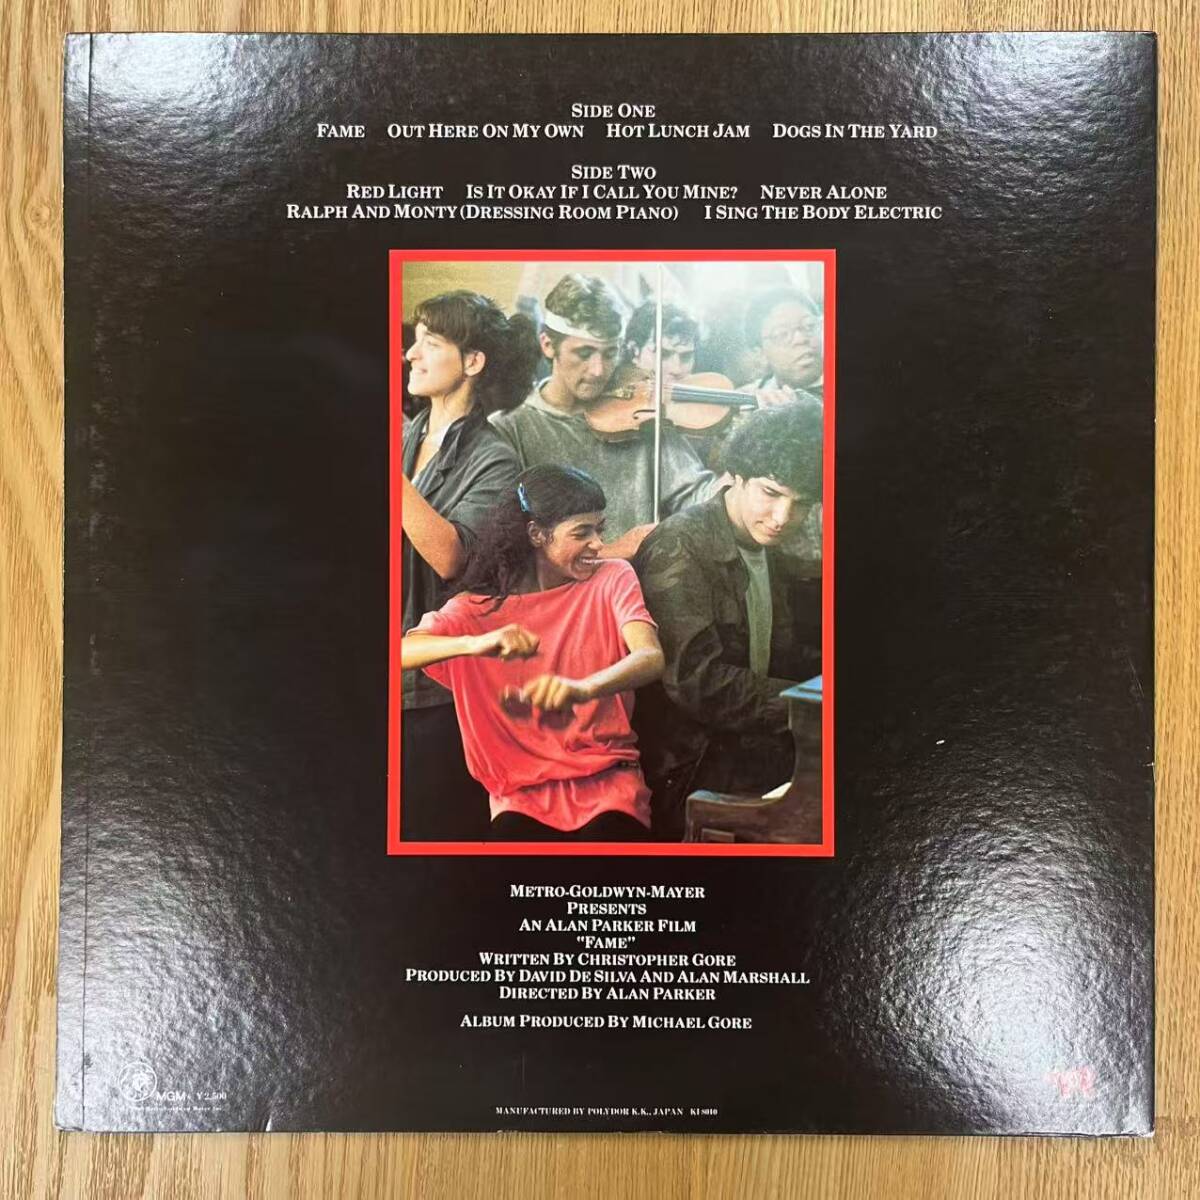 SIDE ONE
FAME OUT HERE ON MY OWN HOT LUNCH JAM DOGS IN THE YARD
SIDE TWO
RED LIGHT IS IT OKAY IF I CALL YOU MINE? NEVER ALONE
RALPH AND MONTY (DRESSING ROOM PIANO) I SING THE BODY ELECTRIC
METRO-GOLDWYN-MAYER
PRESENTS
AN ALAN PARKER FILM
"FAME"
WRITTEN BY CHRISTOPHER GORE
PRODUCED BY DAVID DE SILVA AND ALAN MARSHALL
DIRECTED BY ALAN PARKER
ALBUM PRODUCED BY MICHAEL GORE
MGM ¥2,500
MANUFACTURED BY POLYDOR K.K., JAPAN KI 8010